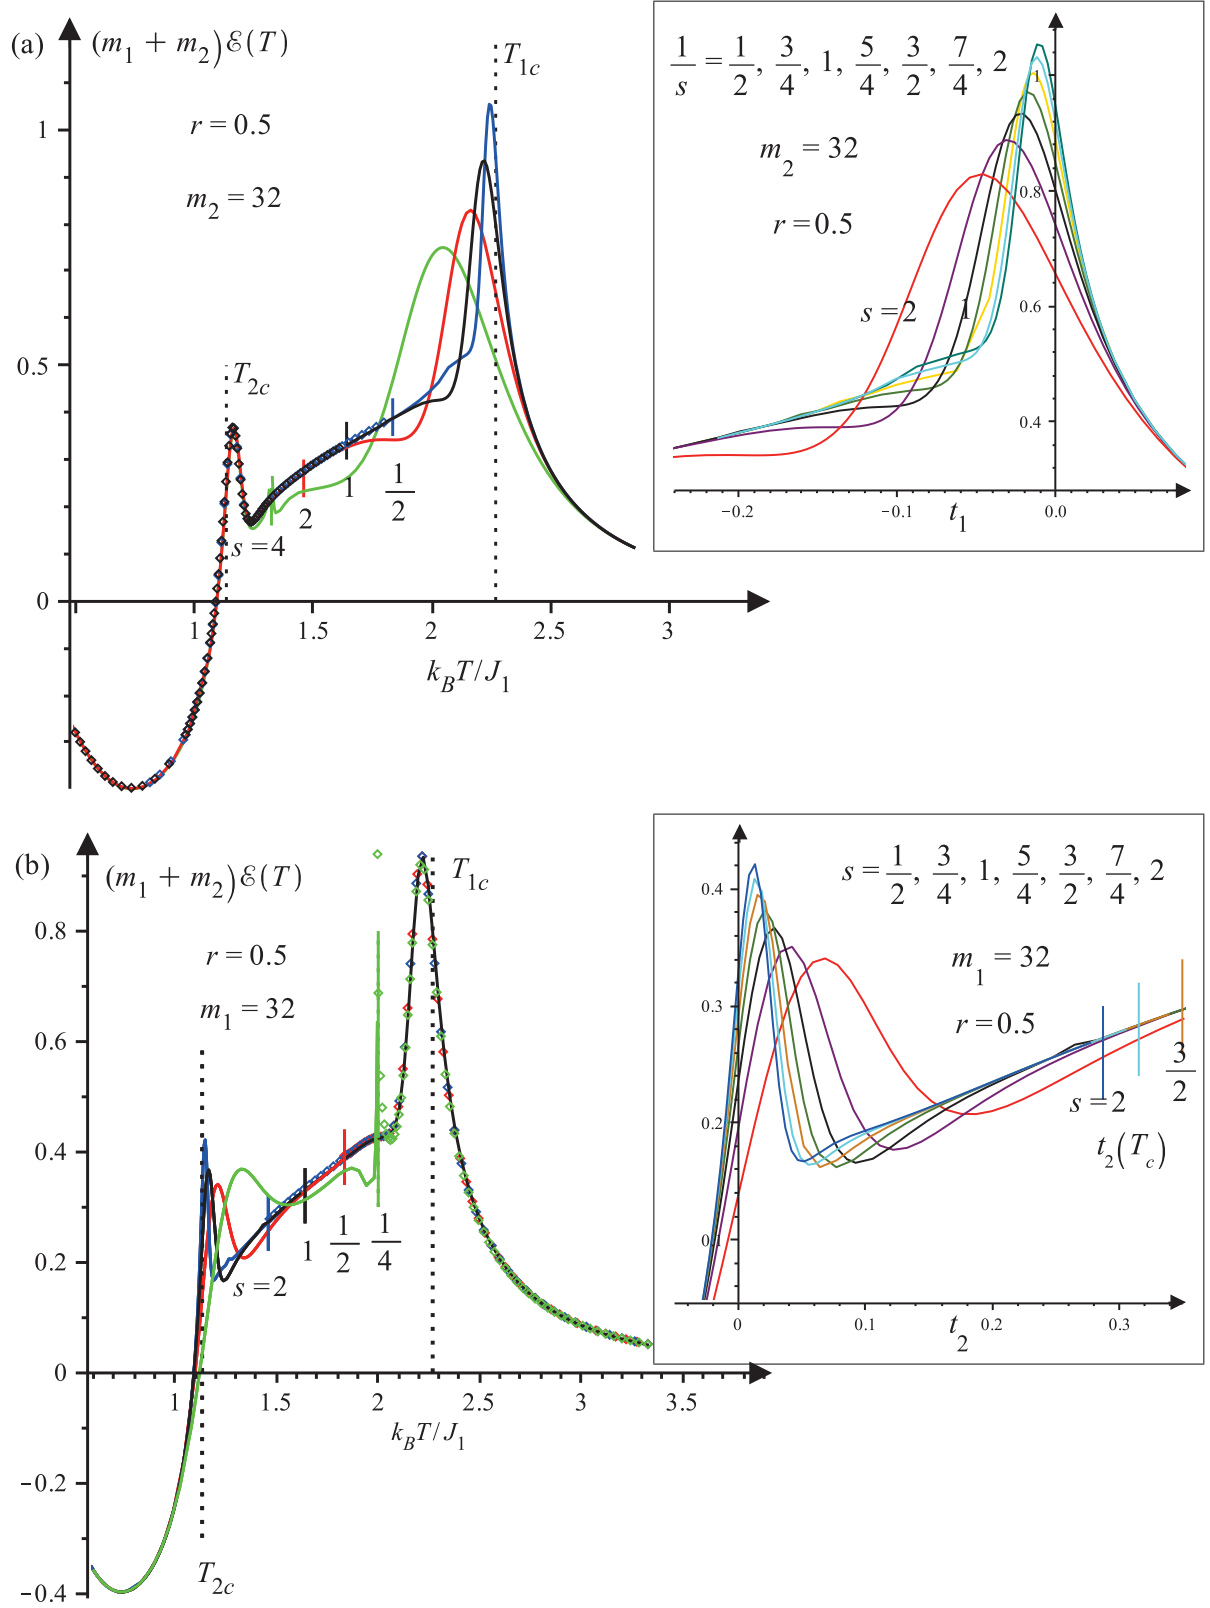 (a) (m₁ + m₂)ℰ(T)
r = 0.5
m₂ = 32
T₁c
T₂c
1
0.5
0
s = 4
2
1
1/2
1 1.5 2 2.5 3
k_B T/J₁
1/s = 1/2, 3/4, 1, 5/4, 3/2, 7/4, 2
m₂ = 32
r = 0.5
s = 2
1
1
0.8
0.6
0.4
−0.2 −0.1 0.0
t₁
(b) (m₁ + m₂)ℰ(T)
r = 0.5
m₁ = 32
T₁c
0.8
0.6
0.4
0.2
0
−0.2
−0.4
s = 2
1
1/2
1/4
1 1.5 2 2.5 3 3.5
k_B T/J₁
T₂c
s = 1/2, 3/4, 1, 5/4, 3/2, 7/4, 2
m₁ = 32
r = 0.5
0.4
0.3
0.2
0.1
s = 2
3/2
t₂(T_c)
0 0.1 0.2 0.3
t₂